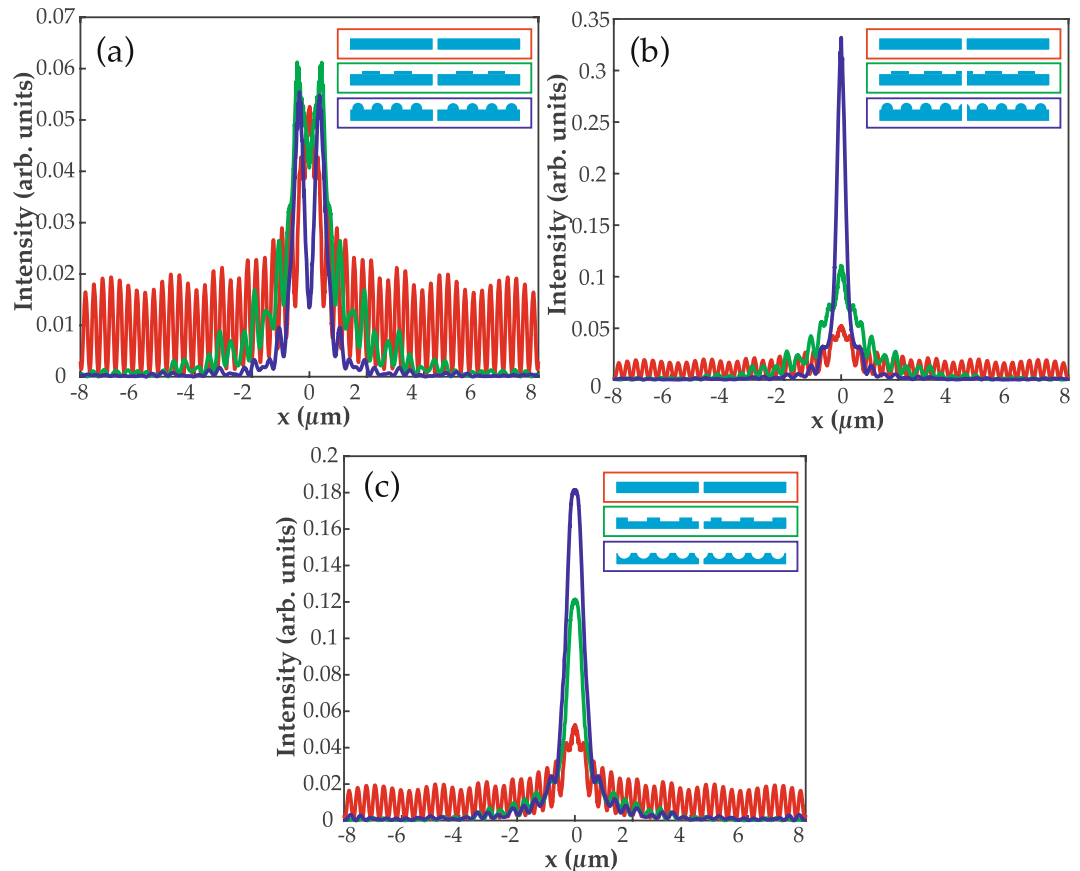 (a)
Intensity (arb. units)
0.07
0.06
0.05
0.04
0.03
0.02
0.01
0
-8 -6 -4 -2 0 2 4 6 8
x (µm)
(b)
Intensity (arb. units)
0.35
0.3
0.25
0.2
0.15
0.1
0.05
0
-8 -6 -4 -2 0 2 4 6 8
x (µm)
(c)
Intensity (arb. units)
0.2
0.18
0.16
0.14
0.12
0.1
0.08
0.06
0.04
0.02
0
-8 -6 -4 -2 0 2 4 6 8
x (µm)